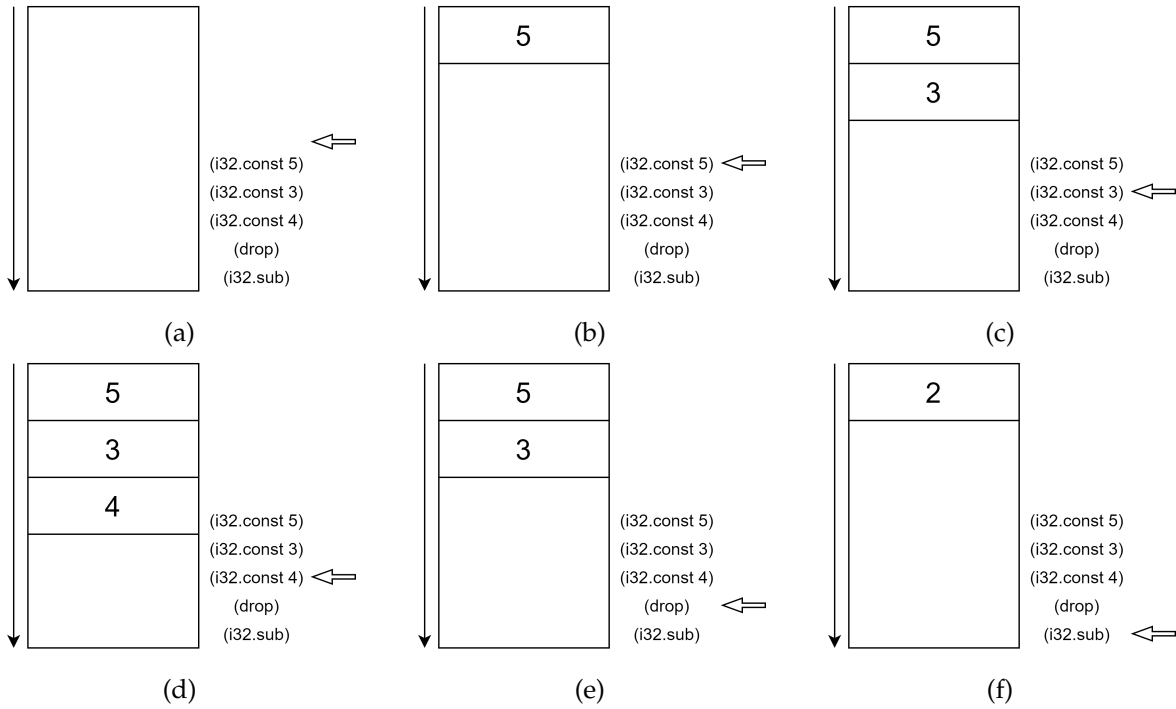 (i32.const 5)
(i32.const 3)
(i32.const 4)
(drop)
(i32.sub)
(a)
5
(i32.const 5)
(i32.const 3)
(i32.const 4)
(drop)
(i32.sub)
(b)
5
3
(i32.const 5)
(i32.const 3)
(i32.const 4)
(drop)
(i32.sub)
(c)
5
3
4
(i32.const 5)
(i32.const 3)
(i32.const 4)
(drop)
(i32.sub)
(d)
5
3
(i32.const 5)
(i32.const 3)
(i32.const 4)
(drop)
(i32.sub)
(e)
2
(i32.const 5)
(i32.const 3)
(i32.const 4)
(drop)
(i32.sub)
(f)